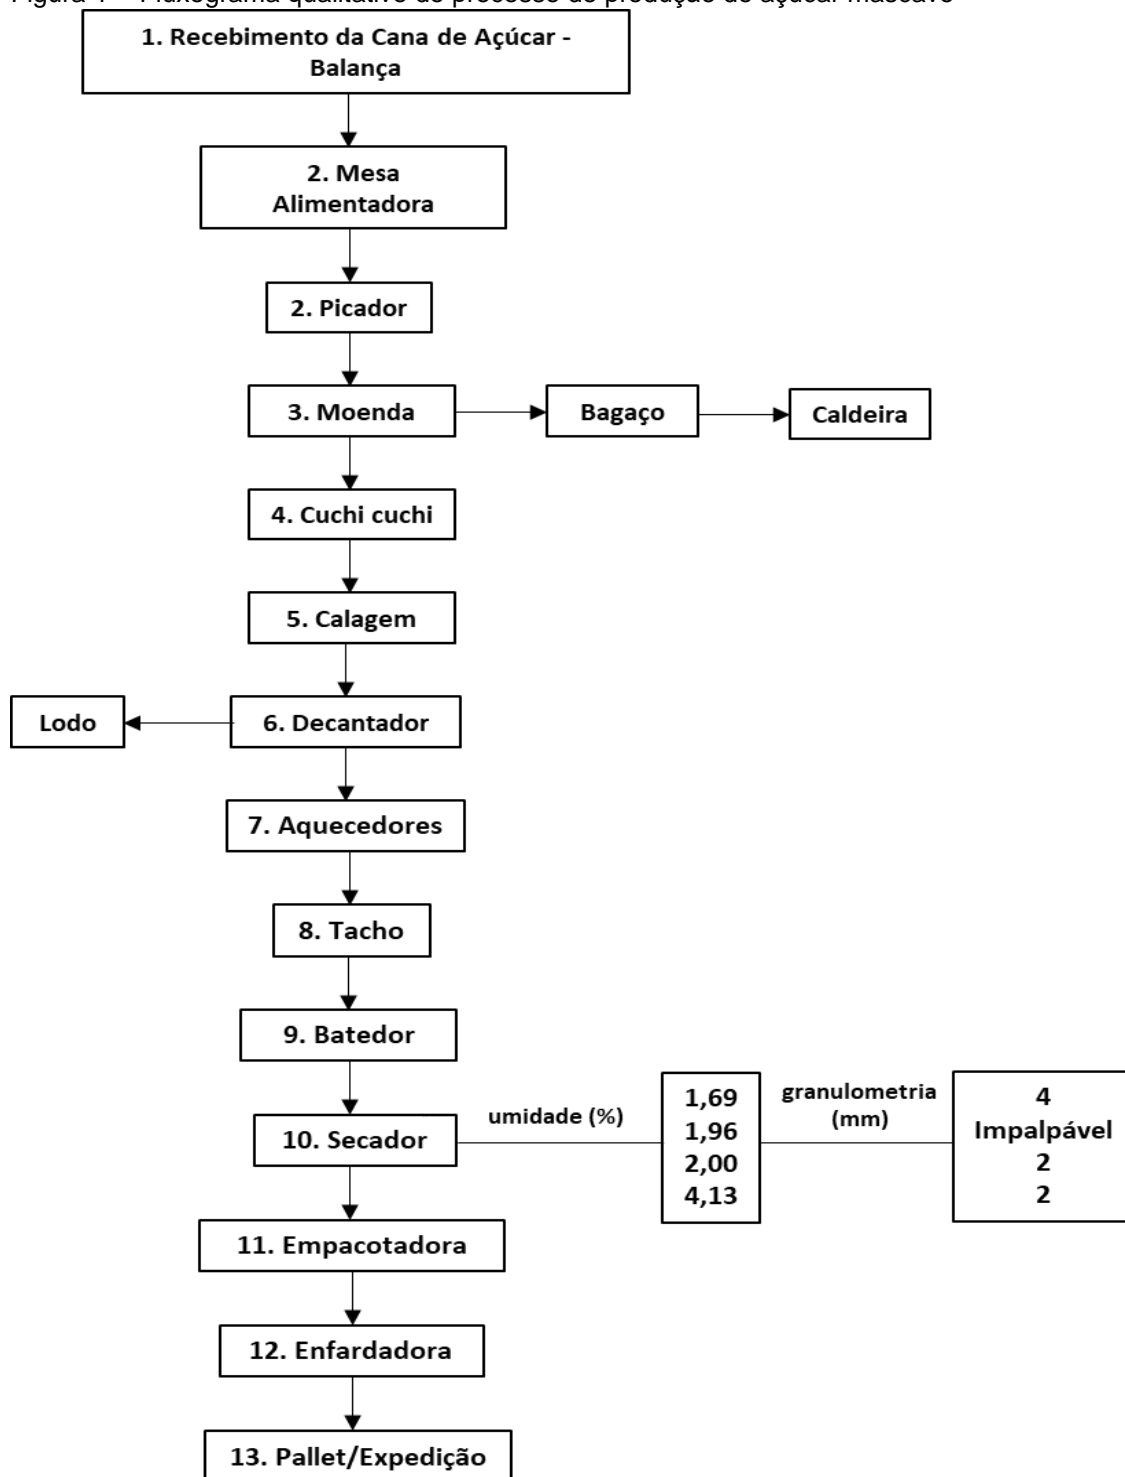 1. Recebimento da Cana de Açúcar -
Balança
2. Mesa
Alimentadora
2. Picador
3. Moenda
Bagaço
Caldeira
4. Cuchi cuchi
5. Calagem
Lodo
6. Decantador
7. Aquecedores
8. Tacho
9. Batedor
10. Secador
umidade (%)
1,69
1,96
2,00
4,13
granulometria
(mm)
4
Impalpável
2
2
11. Empacotadora
12. Enfardadora
13. Pallet/Expedição